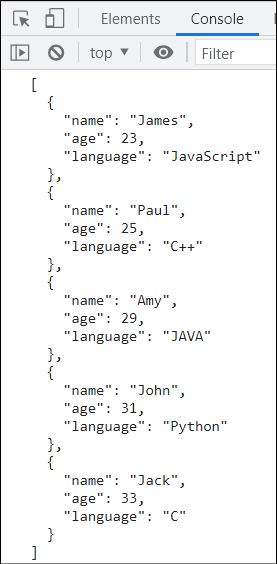 Elements Console
top Filter
[
  {
    "name": "James",
    "age": 23,
    "language": "JavaScript"
  },
  {
    "name": "Paul",
    "age": 25,
    "language": "C++"
  },
  {
    "name": "Amy",
    "age": 29,
    "language": "JAVA"
  },
  {
    "name": "John",
    "age": 31,
    "language": "Python"
  },
  {
    "name": "Jack",
    "age": 33,
    "language": "C"
  }
]